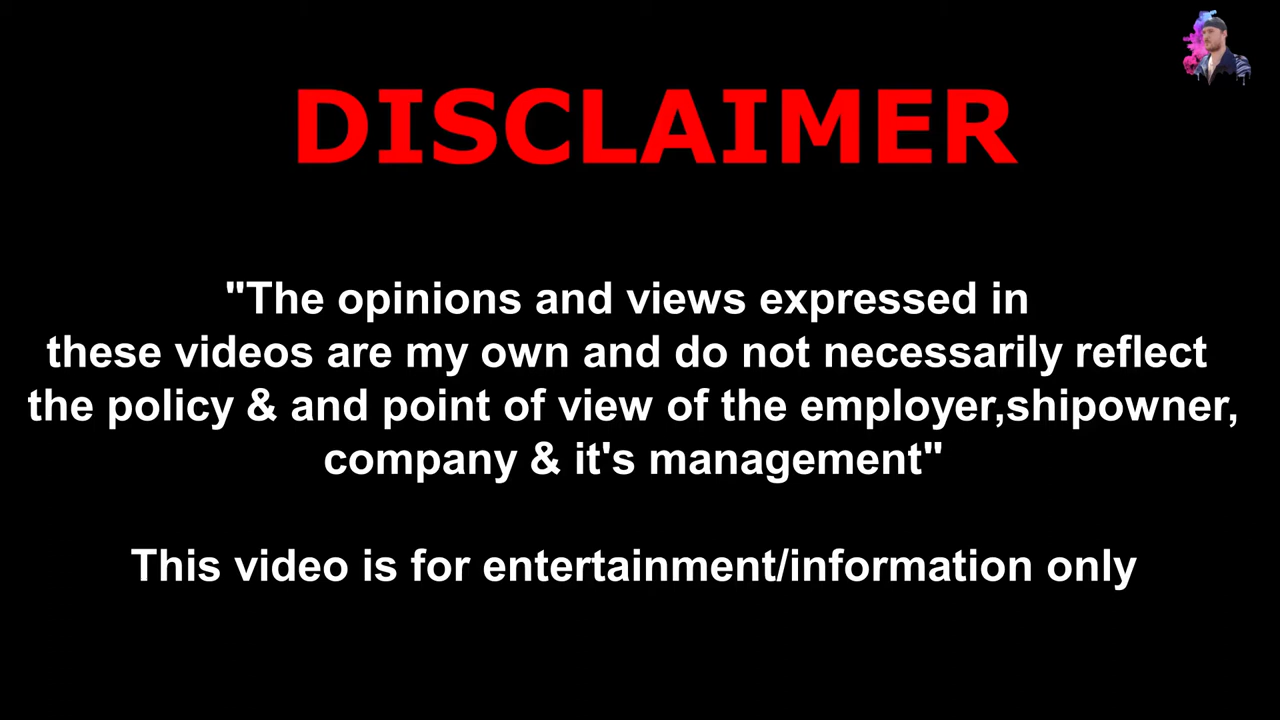 DISCLAIMER
"The opinions and views expressed in
these videos are my own and do not necessarily reflect
the policy & and point of view of the employer,shipowner,
company & it's management"
This video is for entertainment/information only